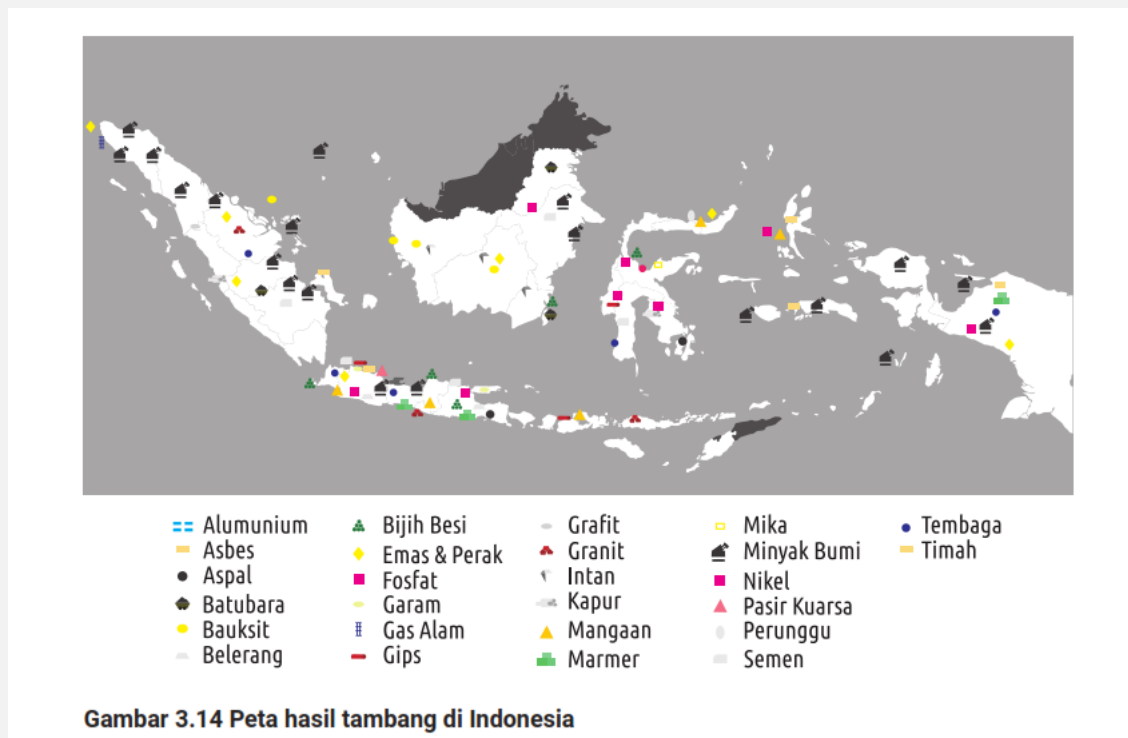 Alumunium
Asbes
Aspal
Batubara
Bauksit
Belerang
Bijih Besi
Emas & Perak
Fosfat
Garam
Gas Alam
Gips
Grafit
Granit
Intan
Kapur
Mangaan
Marmer
Mika
Minyak Bumi
Nikel
Pasir Kuarsa
Perunggu
Semen
Tembaga
Timah
Gambar 3.14 Peta hasil tambang di Indonesia